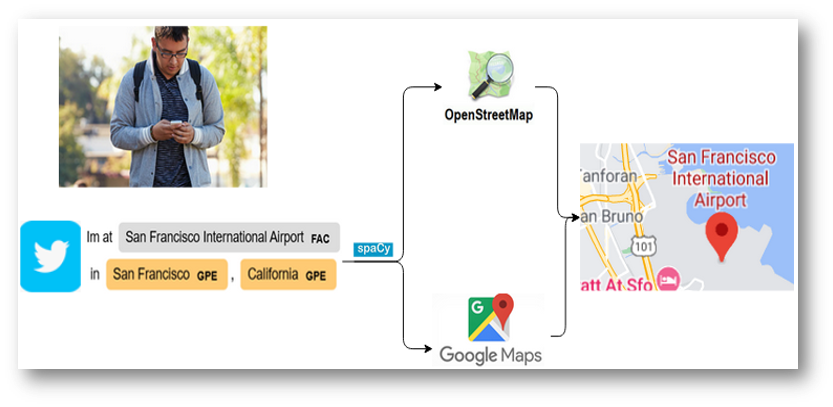 Im at San Francisco International Airport FAC
in San Francisco GPE , California GPE
spaCy
OpenStreetMap
G
Google Maps
San Francisco
International
Airport
anforan
an Bruno
101
att At Sfo